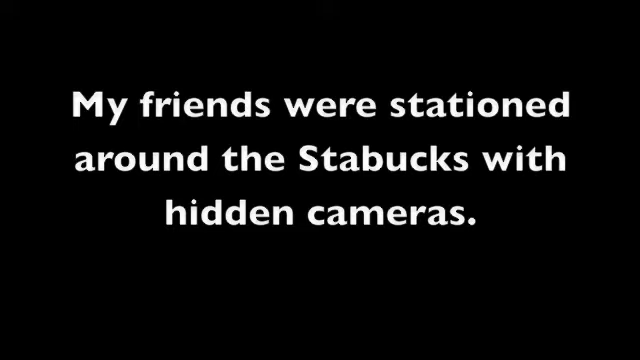 My friends were stationed
around the Stabucks with
hidden cameras.